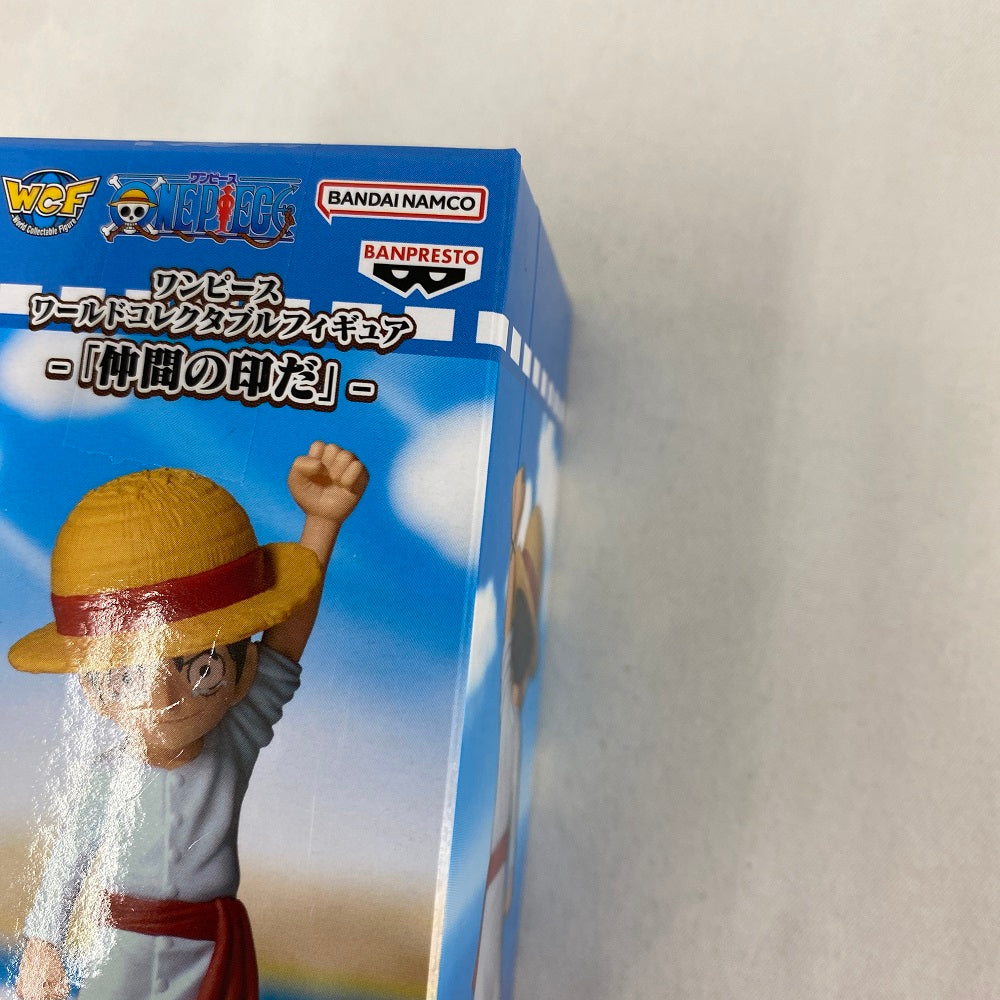 WCF
World Collectable Figure
ワンピース
ONE PIECE
BANDAI NAMCO
BANPRESTO
ワンピース
ワールドコレクタブルフィギュア
-「仲間の印だ」-